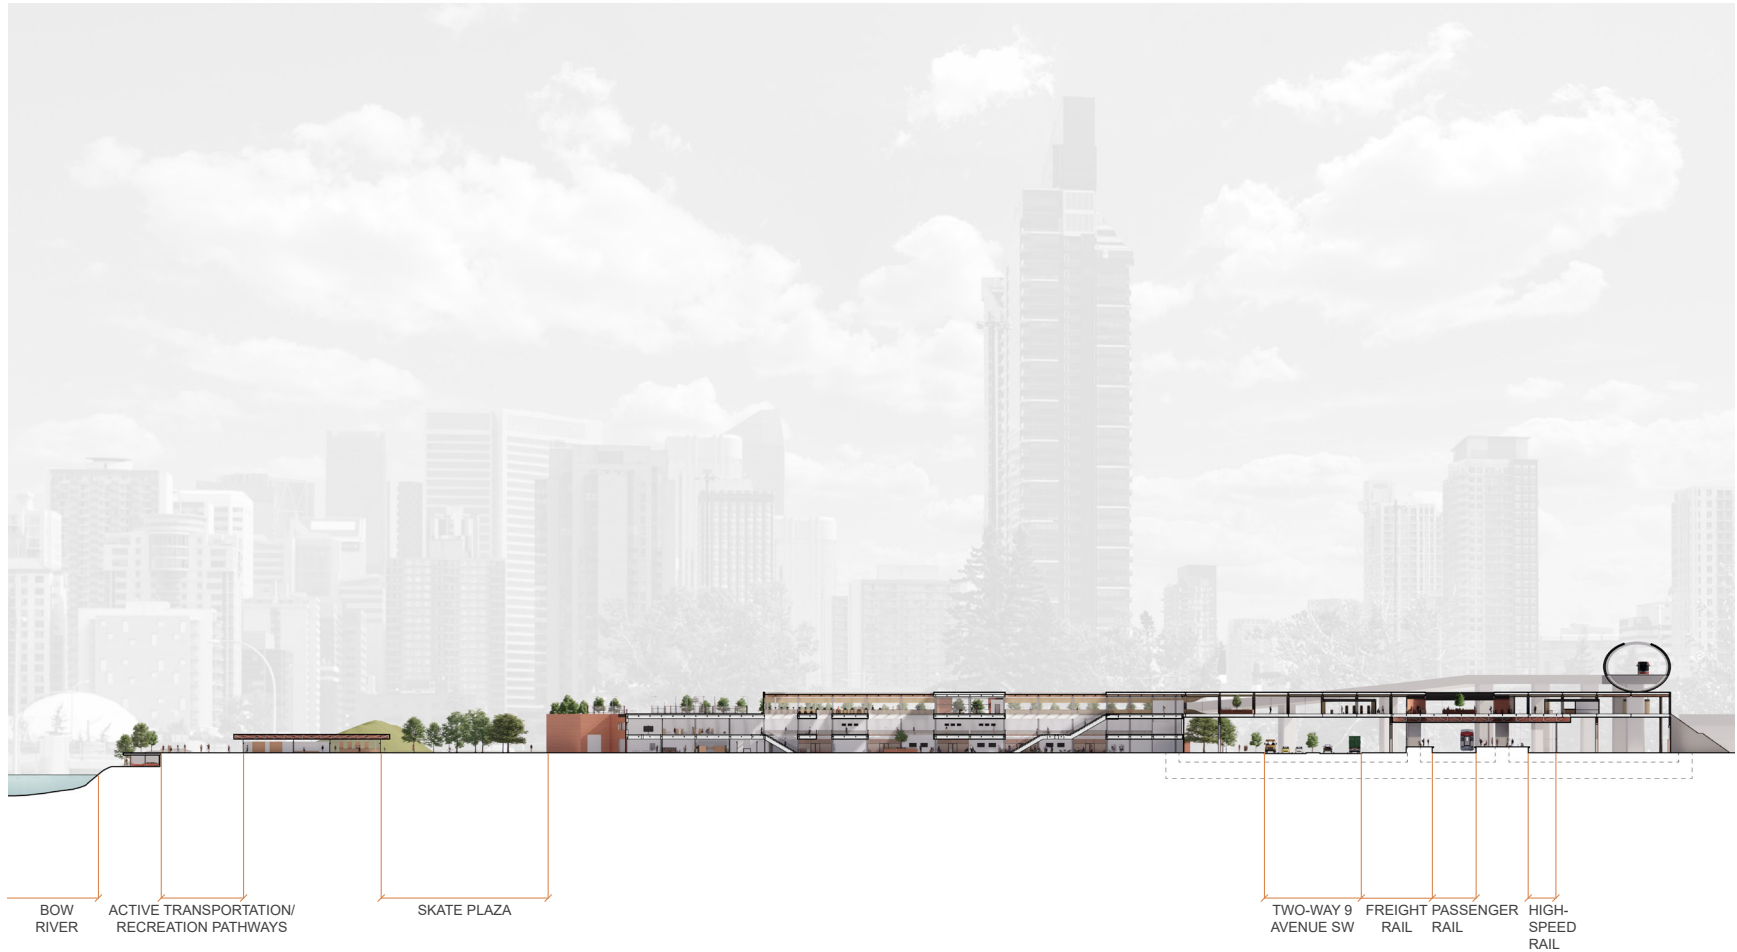 BOW
RIVER
ACTIVE TRANSPORTATION/
RECREATION PATHWAYS
SKATE PLAZA
TWO-WAY 9
AVENUE SW
FREIGHT
RAIL
PASSENGER
RAIL
HIGH-
SPEED
RAIL